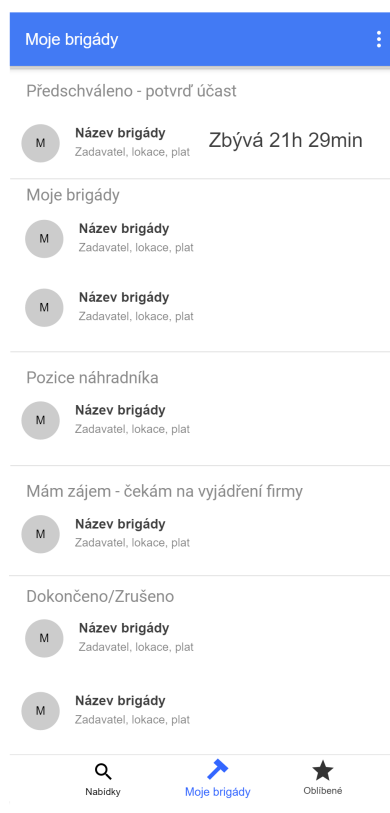 Moje brigády
Předschváleno - potvrď účast
M
Název brigády
Zadavatel, lokace, plat
Zbývá 21h 29min
Moje brigády
M
Název brigády
Zadavatel, lokace, plat
M
Název brigády
Zadavatel, lokace, plat
Pozice náhradníka
M
Název brigády
Zadavatel, lokace, plat
Mám zájem - čekám na vyjádření firmy
M
Název brigády
Zadavatel, lokace, plat
Dokončeno/Zrušeno
M
Název brigády
Zadavatel, lokace, plat
M
Název brigády
Zadavatel, lokace, plat
Nabídky
Moje brigády
Oblíbené